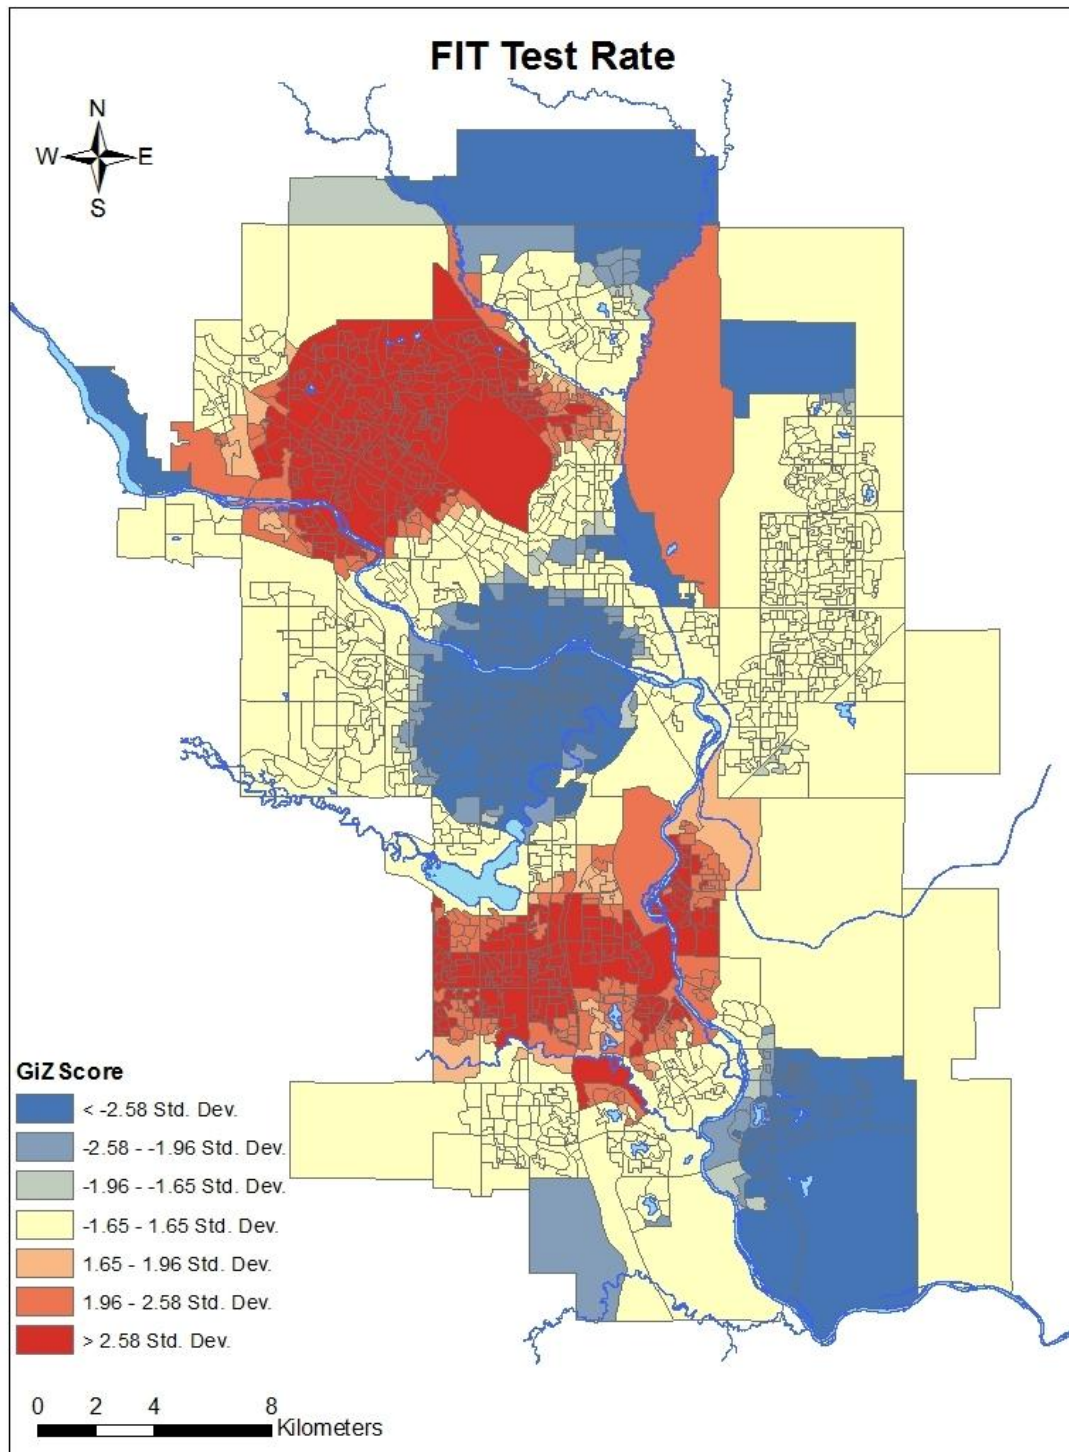 FIT Test Rate
N
W E
S
GiZ Score
< -2.58 Std. Dev.
-2.58 - -1.96 Std. Dev.
-1.96 - -1.65 Std. Dev.
-1.65 - 1.65 Std. Dev.
1.65 - 1.96 Std. Dev.
1.96 - 2.58 Std. Dev.
> 2.58 Std. Dev.
0 2 4 8
Kilometers